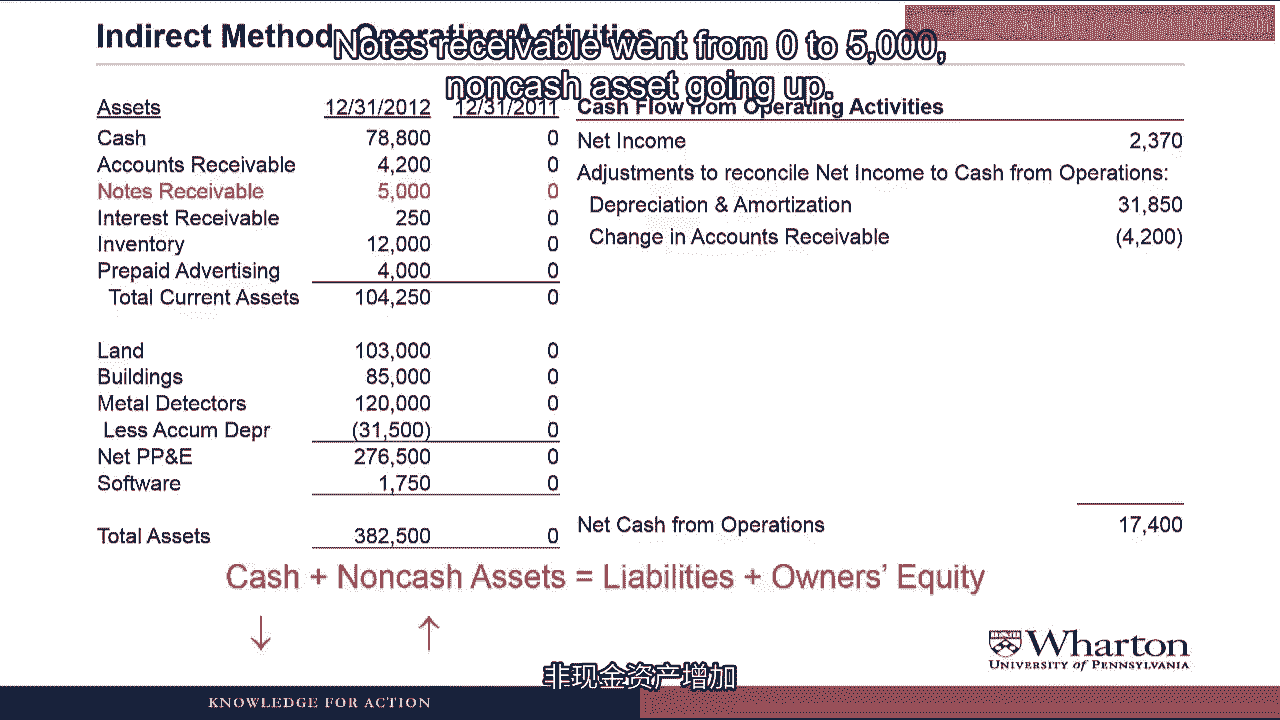 Indirect Method: Operating Activities
Notes receivable went from 0 to 5,000,
noncash asset going up.
Assets 12/31/2012 12/31/2011
Cash 78,800 0
Accounts Receivable 4,200 0
Notes Receivable 5,000 0
Interest Receivable 250 0
Inventory 12,000 0
Prepaid Advertising 4,000 0
Total Current Assets 104,250 0
Land 103,000 0
Buildings 85,000 0
Metal Detectors 120,000 0
Less Accum Depr (31,500) 0
Net PP&E 276,500 0
Software 1,750 0
Total Assets 382,500 0
Cash Flow from Operating Activities
Net Income 2,370
Adjustments to reconcile Net Income to Cash from Operations:
Depreciation & Amortization 31,850
Change in Accounts Receivable (4,200)
Net Cash from Operations 17,400
Cash + Noncash Assets = Liabilities + Owners' Equity
↓ ↑
Wharton
UNIVERSITY of PENNSYLVANIA
非现金资产增加
KNOWLEDGE FOR ACTION